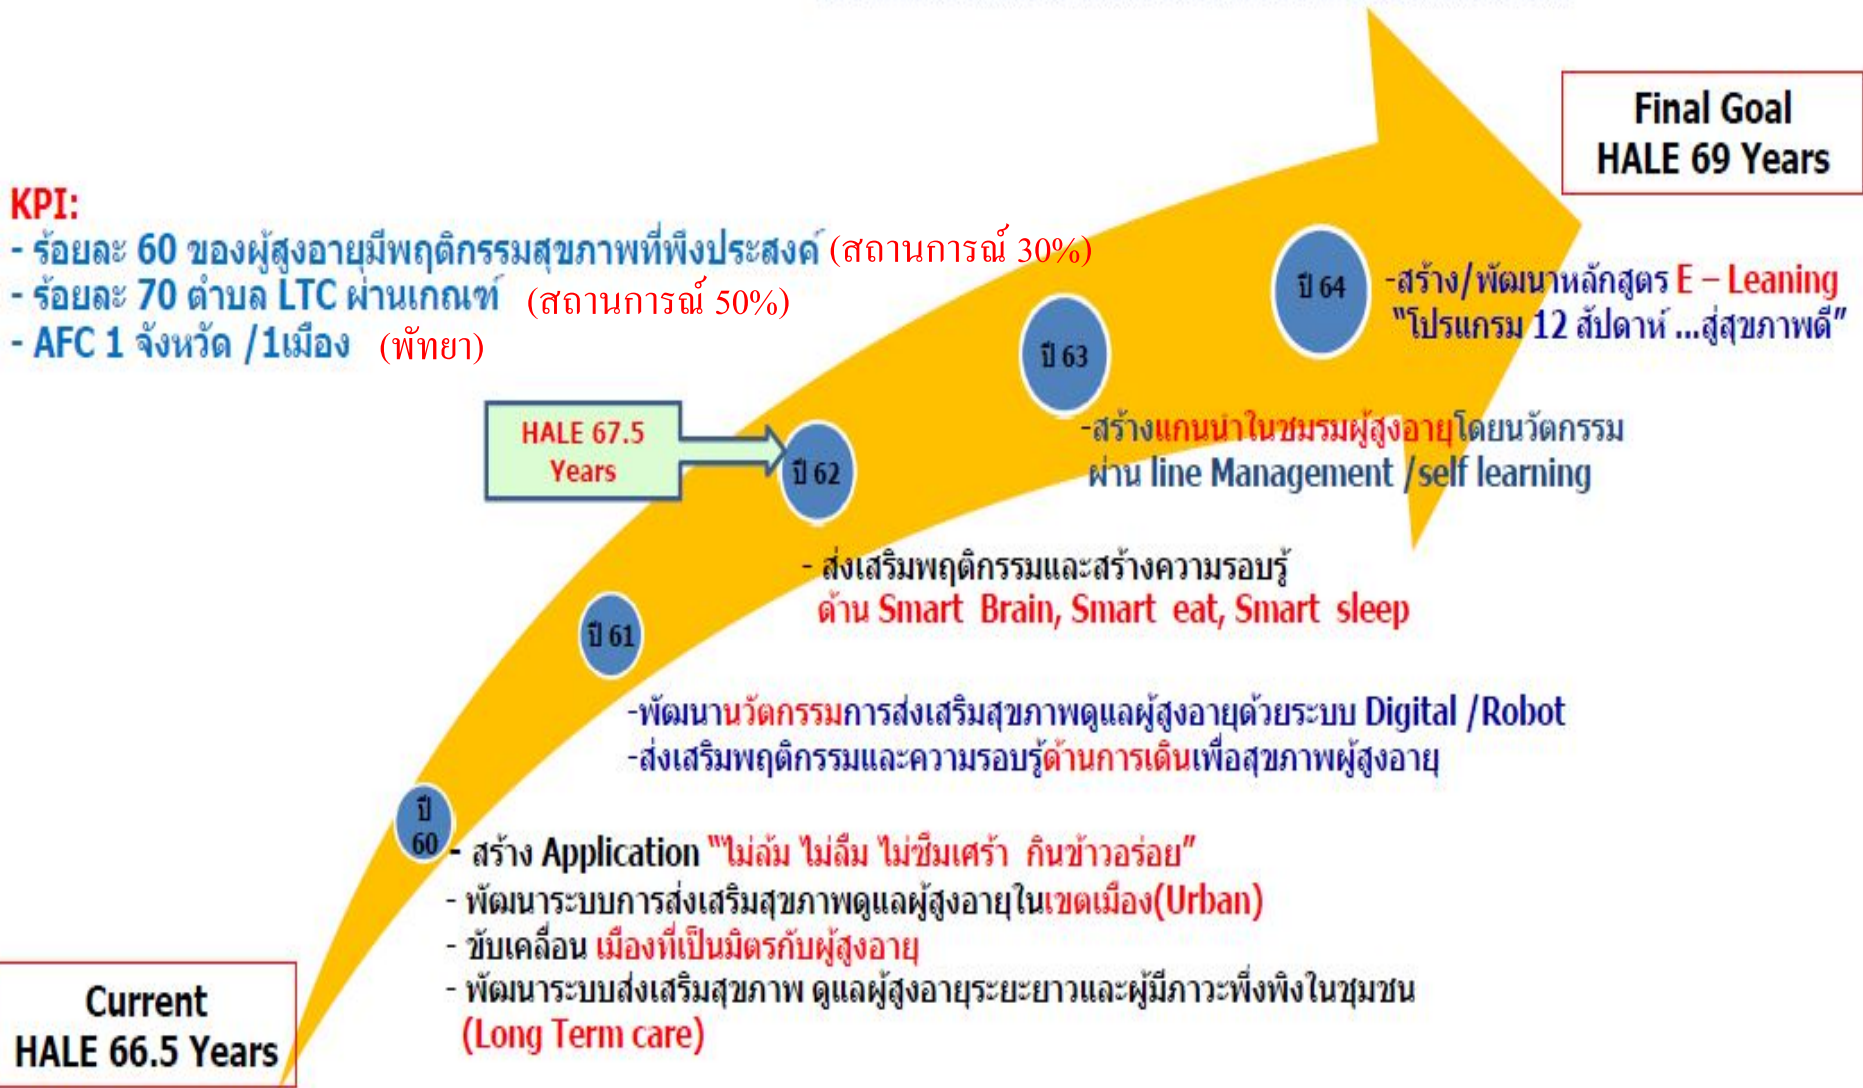 Final Goal
HALE 69 Years
KPI:
- ร้อยละ 60 ของผู้สูงอายุมีพฤติกรรมสุขภาพที่พึงประสงค์ (สถานการณ์ 30%)
- ร้อยละ 70 ตำบล LTC ผ่านเกณฑ์ (สถานการณ์ 50%)
- AFC 1 จังหวัด /1เมือง (พัทยา)
ปี 64
-สร้าง/พัฒนาหลักสูตร E – Leaning
"โปรแกรม 12 สัปดาห์ ...สู่สุขภาพดี"
ปี 63
-สร้างแกนนำในชมรมผู้สูงอายุโดยนวัตกรรม
ผ่าน line Management /self learning
HALE 67.5
Years
ปี 62
- ส่งเสริมพฤติกรรมและสร้างความรอบรู้
ด้าน Smart Brain, Smart eat, Smart sleep
ปี 61
-พัฒนานวัตกรรมการส่งเสริมสุขภาพดูแลผู้สูงอายุด้วยระบบ Digital /Robot
-ส่งเสริมพฤติกรรมและความรอบรู้ด้านการเดินเพื่อสุขภาพผู้สูงอายุ
ปี
60
- สร้าง Application "ไม่ล้ม ไม่ลืม ไม่ซึมเศร้า กินข้าวอร่อย"
- พัฒนาระบบการส่งเสริมสุขภาพดูแลผู้สูงอายุในเขตเมือง(Urban)
- ขับเคลื่อน เมืองที่เป็นมิตรกับผู้สูงอายุ
- พัฒนาระบบส่งเสริมสุขภาพ ดูแลผู้สูงอายุระยะยาวและผู้มีภาวะพึ่งพิงในชุมชน
(Long Term care)
Current
HALE 66.5 Years